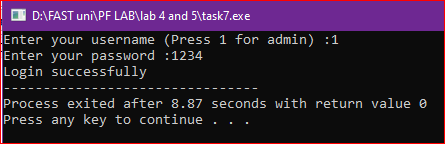 D:\FAST uni\PF LAB\lab 4 and 5\task7.exe
Enter your username (Press 1 for admin) :1
Enter your password :1234
Login successfully
--------------------------------
Process exited after 8.87 seconds with return value 0
Press any key to continue . . .